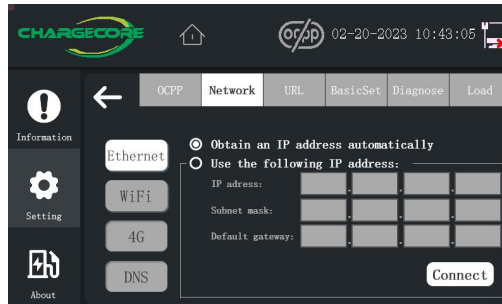 CHARGECORE
ocpp 02-20-2023 10:43:05
OCPP Network URL BasicSet Diagnose Load
Information
Setting
About
Ethernet
WiFi
4G
DNS
Obtain an IP address automatically
Use the following IP address:
IP adress:
Subnet mask:
Default gateway:
Connect